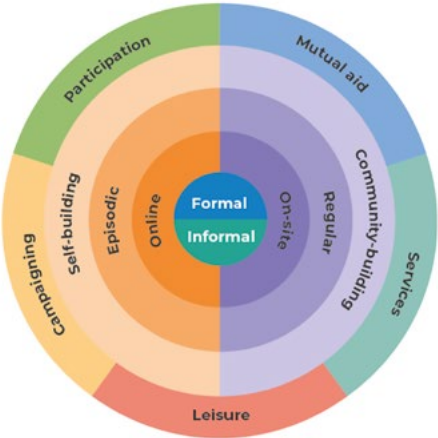 Participation
Mutual aid
Self-building
Episodic
Online
Formal
Informal
On-site
Regular
Community-building
Campaigning
Services
Leisure